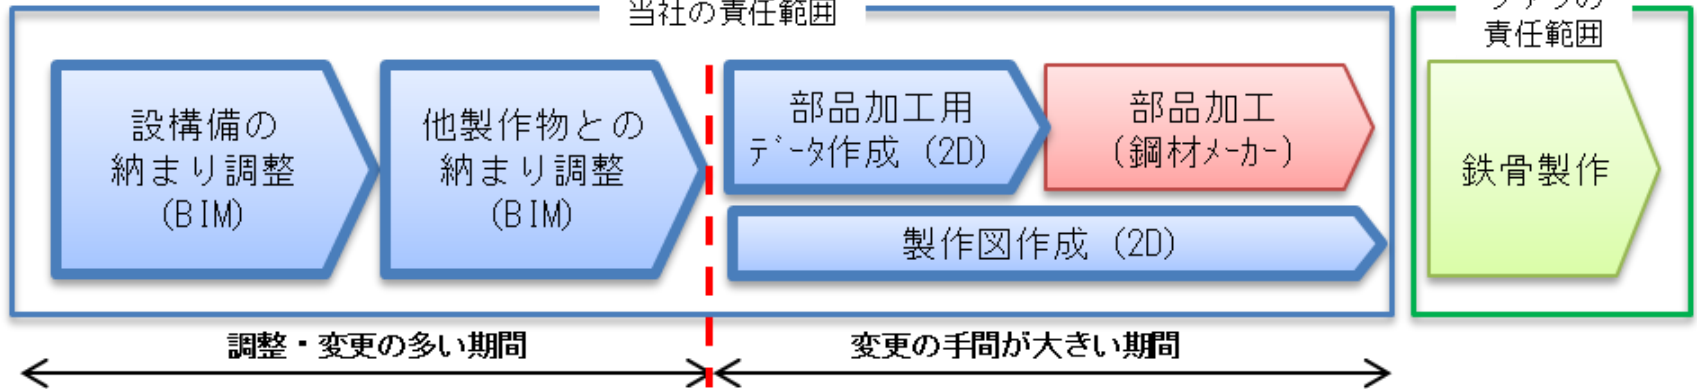 当社の責任範囲
責任範囲
設構備の
納まり調整
(BIM)
他製作物との
納まり調整
(BIM)
部品加工用
ﾃﾞｰﾀ作成 (2D)
部品加工
(鋼材ﾒｰｶｰ)
製作図作成 (2D)
鉄骨製作
調整・変更の多い期間
変更の手間が大きい期間